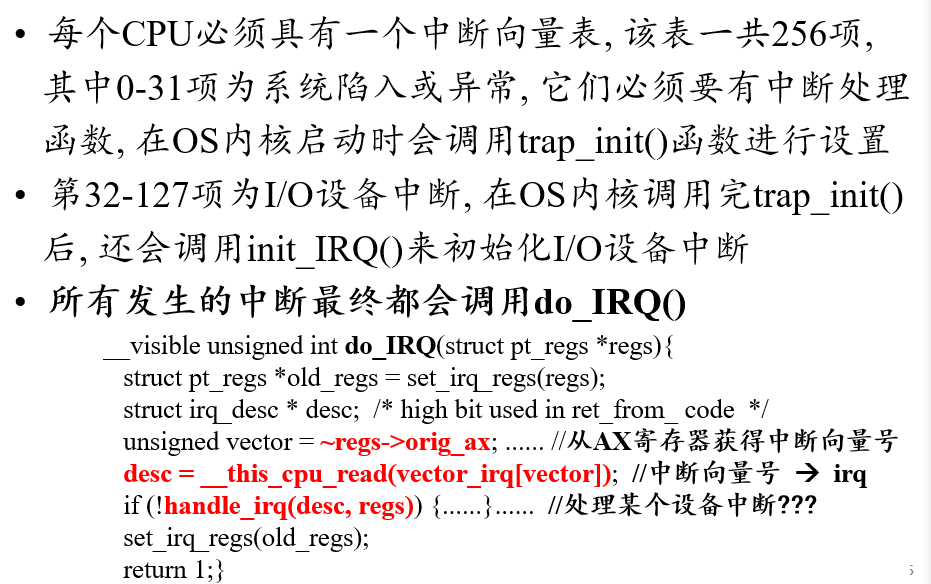 • 每个CPU必须具有一个中断向量表, 该表一共256项,
其中0-31项为系统陷入或异常, 它们必须要有中断处理
函数, 在OS内核启动时会调用trap_init()函数进行设置
• 第32-127项为I/O设备中断, 在OS内核调用完trap_init()
后, 还会调用init_IRQ()来初始化I/O设备中断
• 所有发生的中断最终都会调用do_IRQ()
__visible unsigned int do_IRQ(struct pt_regs *regs){
struct pt_regs *old_regs = set_irq_regs(regs);
struct irq_desc * desc; /* high bit used in ret_from_ code */
unsigned vector = ~regs->orig_ax; ...... //从AX寄存器获得中断向量号
desc = __this_cpu_read(vector_irq[vector]); //中断向量号 → irq
if (!handle_irq(desc, regs)) {......}...... //处理某个设备中断???
set_irq_regs(old_regs);
return 1;}